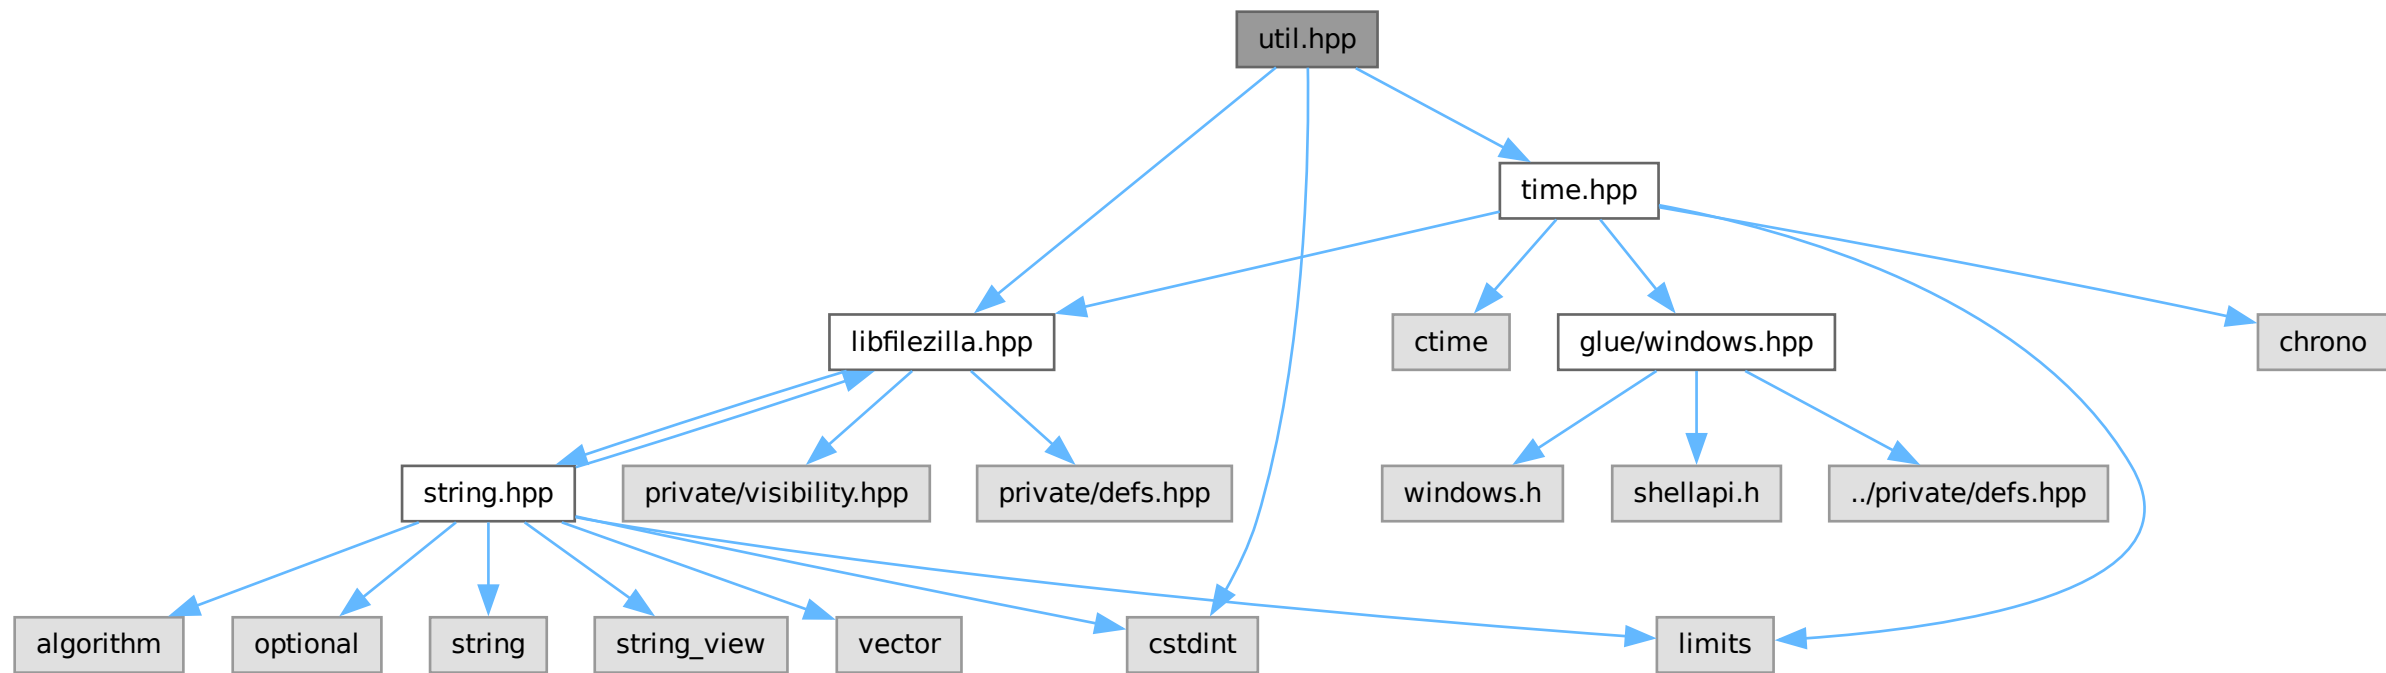 util.hpp
time.hpp
libfilezilla.hpp
ctime
glue/windows.hpp
chrono
string.hpp
private/visibility.hpp
private/defs.hpp
windows.h
shellapi.h
../private/defs.hpp
algorithm
optional
string
string_view
vector
cstdint
limits